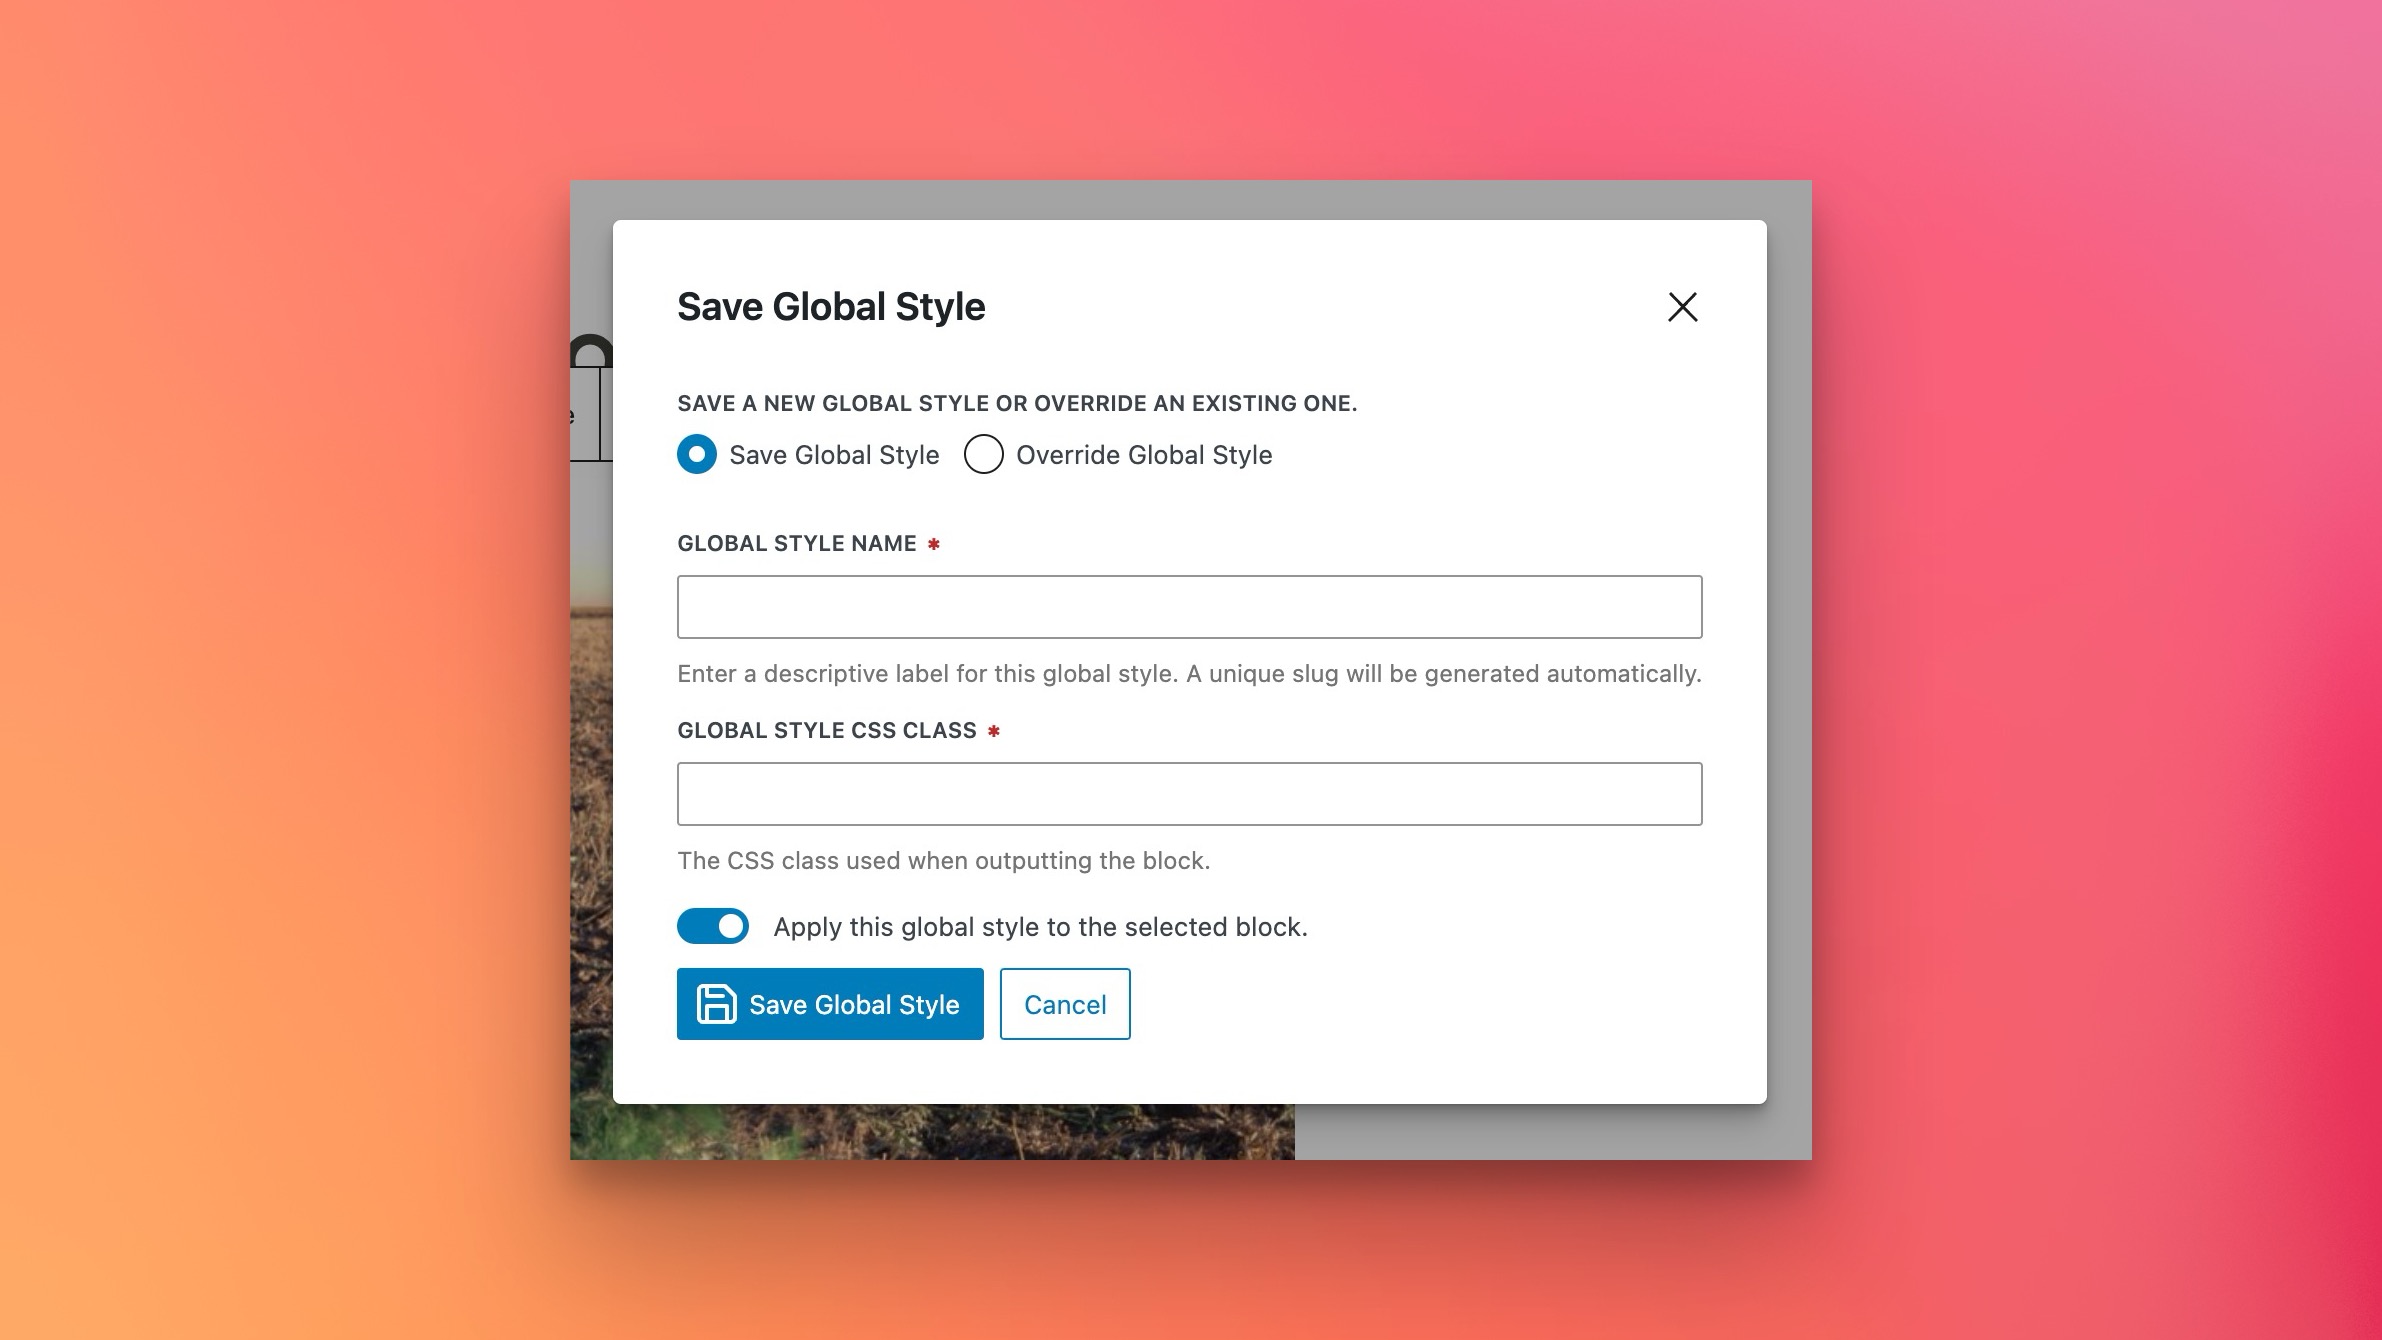 Save Global Style
SAVE A NEW GLOBAL STYLE OR OVERRIDE AN EXISTING ONE.
Save Global Style Override Global Style
GLOBAL STYLE NAME *
Enter a descriptive label for this global style. A unique slug will be generated automatically.
GLOBAL STYLE CSS CLASS *
The CSS class used when outputting the block.
Apply this global style to the selected block.
Save Global Style Cancel